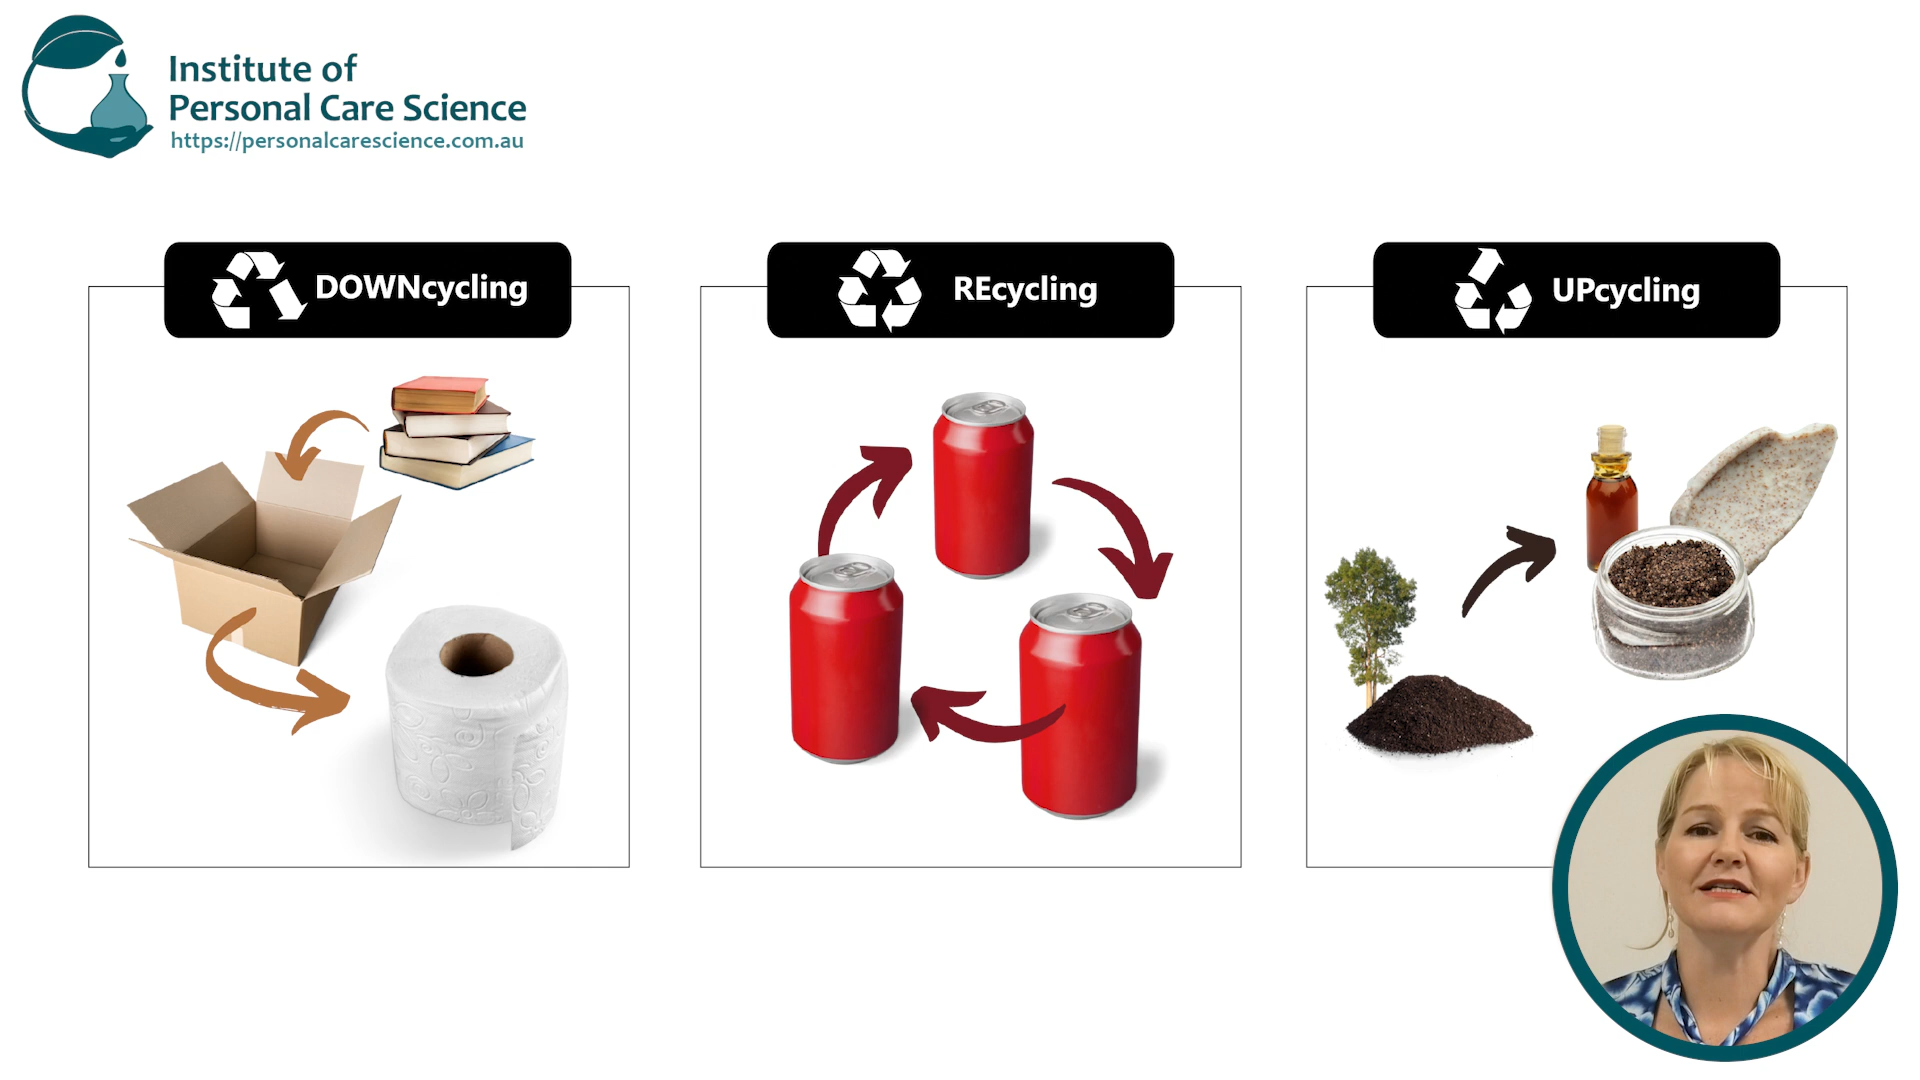 Institute of
Personal Care Science
https://personalcarescience.com.au
DOWNcycling
REcycling
UPcycling